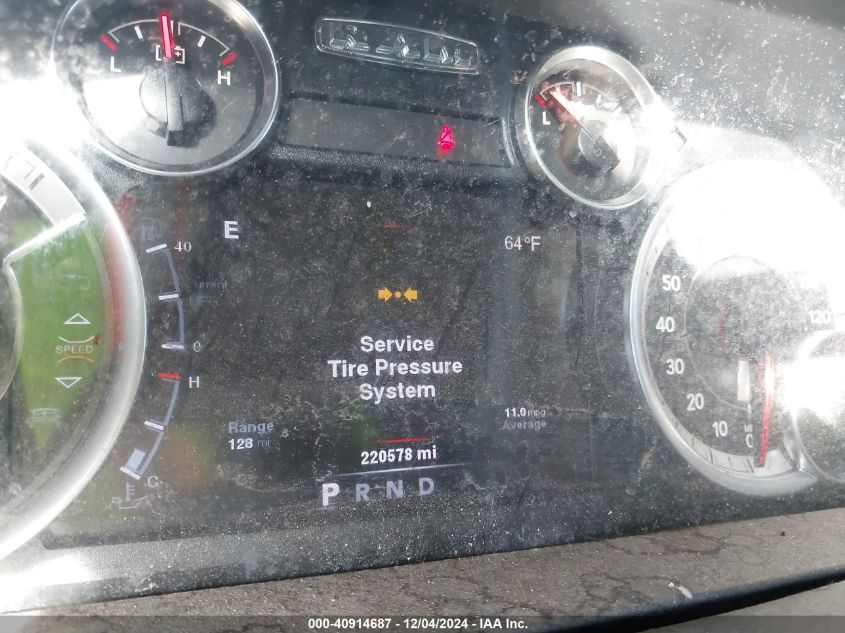 L
H
L
E
64°F
40
0
H
SPEED
Service
Tire Pressure
System
Range
128 mi
11.0 mpg
Average
220578 mi
P R N D
C
50
40
30
20
10
120
000-40914687 - 12/04/2024 - IAA Inc.